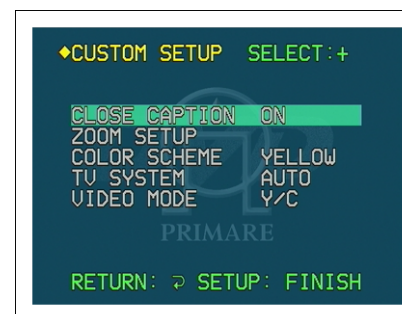 ◆CUSTOM SETUP SELECT:+
CLOSE CAPTION ON
ZOOM SETUP
COLOR SCHEME YELLOW
TV SYSTEM AUTO
VIDEO MODE Y/C
PRIMARE
RETURN: ⊋ SETUP: FINISH